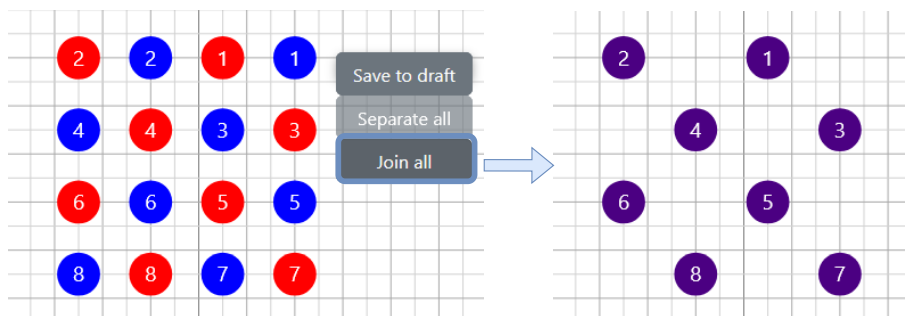 2 2 1 1
Save to draft
4 4 3 3
Separate all
Join all
6 6 5 5
8 8 7 7
2 1
4 3
6 5
8 7